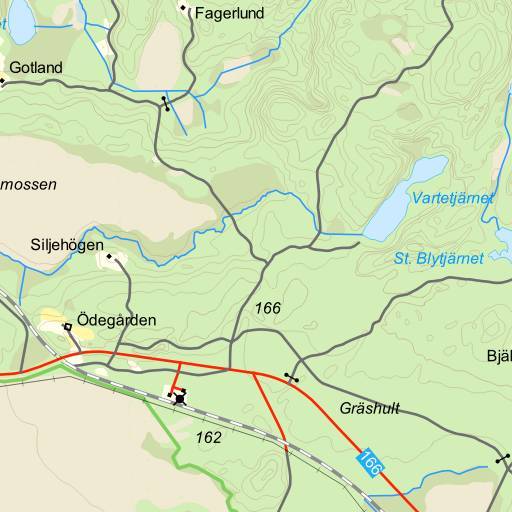 Fagerlund
Gotland
mossen
Vartetjärnet
Siljehögen
St. Blytjärnet
166
Ödegården
Gräshult
162
166